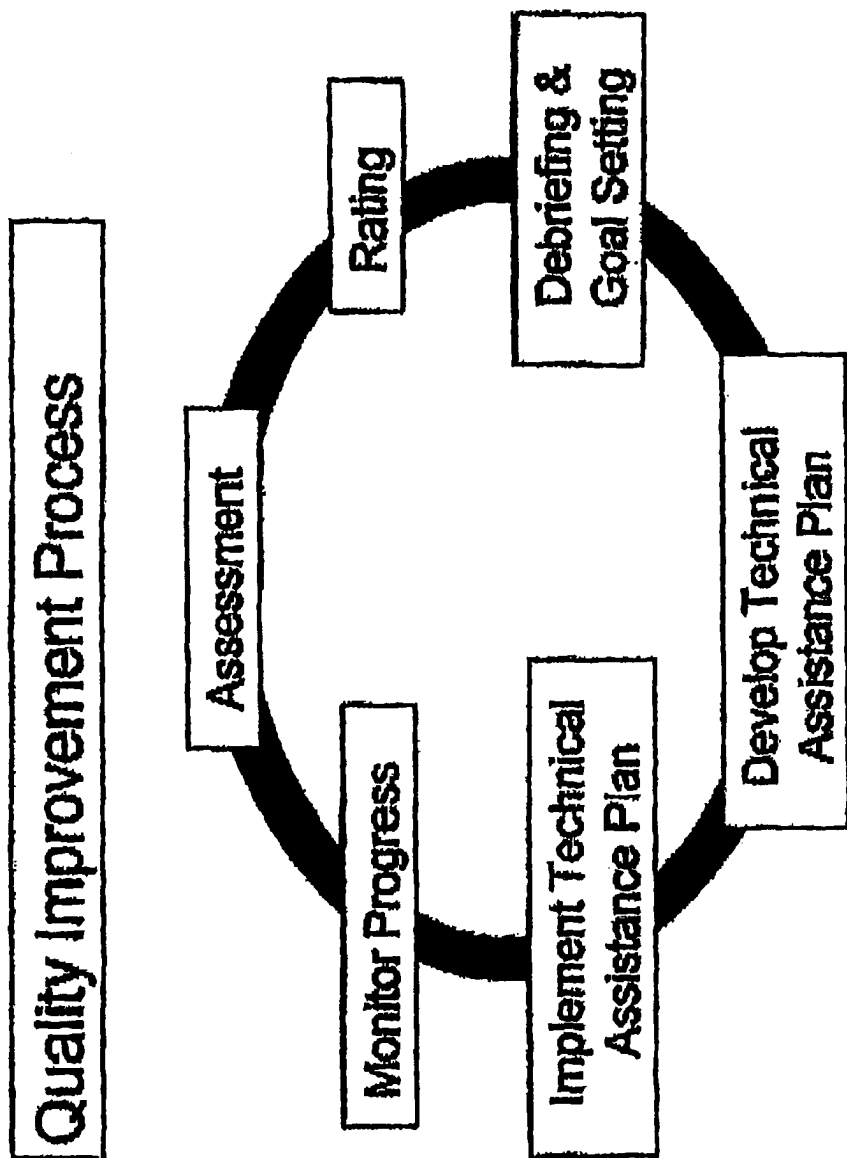 Quality Improvement Process
Assessment
Rating
Debriefing &
Goal Setting
Develop Technical
Assistance Plan
Implement Technical
Assistance Plan
Monitor Progress